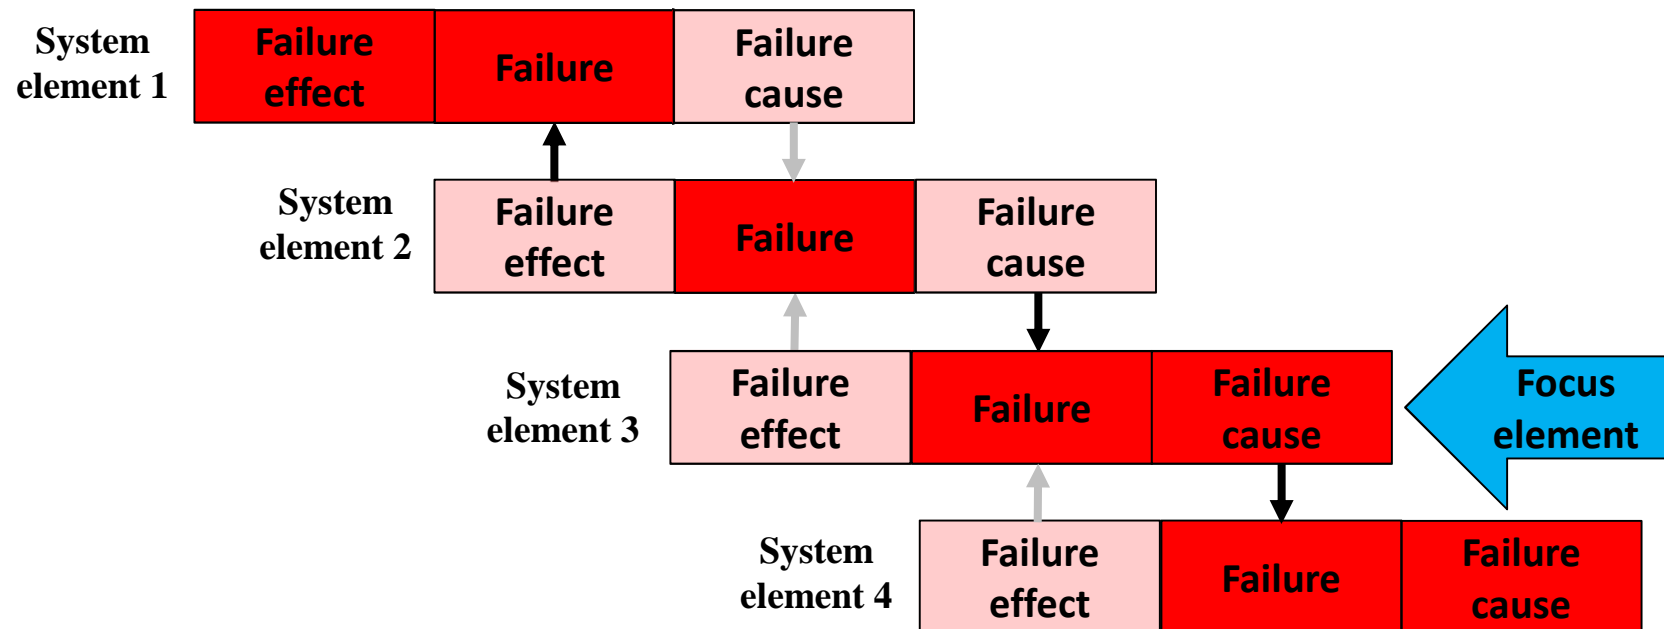 System
element 1
Failure
effect
Failure
Failure
cause
System
element 2
Failure
effect
Failure
Failure
cause
System
element 3
Failure
effect
Failure
Failure
cause
Focus
element
System
element 4
Failure
effect
Failure
Failure
cause